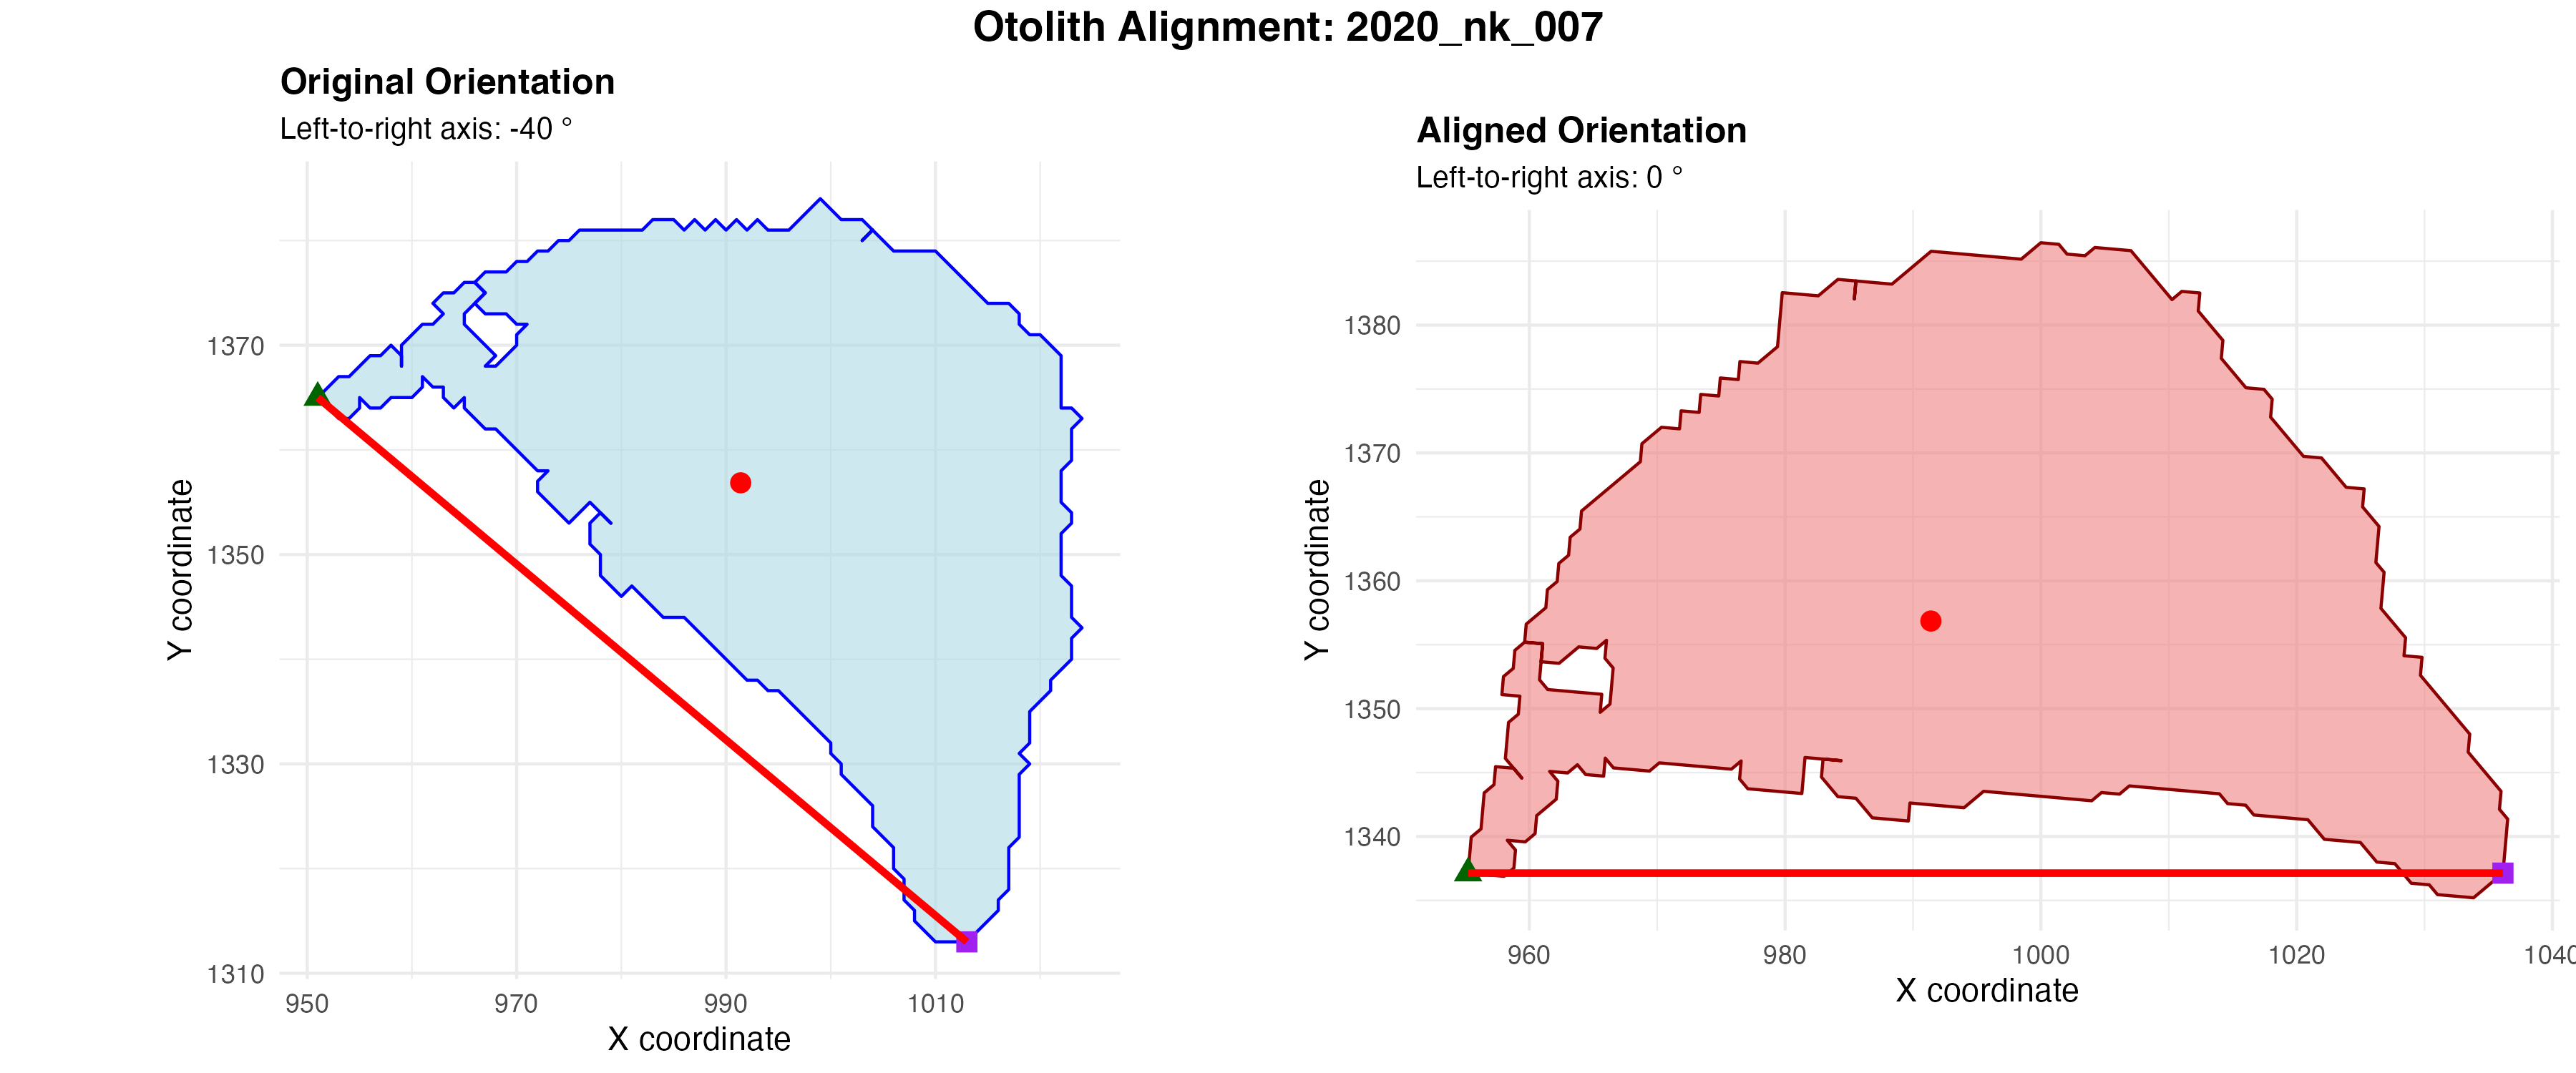 Otolith Alignment: 2020_nk_007
Original Orientation
Left-to-right axis: -40 °
Y coordinate
1370
1350
1330
1310
950 970 990 1010
X coordinate
Aligned Orientation
Left-to-right axis: 0 °
Y coordinate
1380
1370
1360
1350
1340
960 980 1000 1020 1040
X coordinate